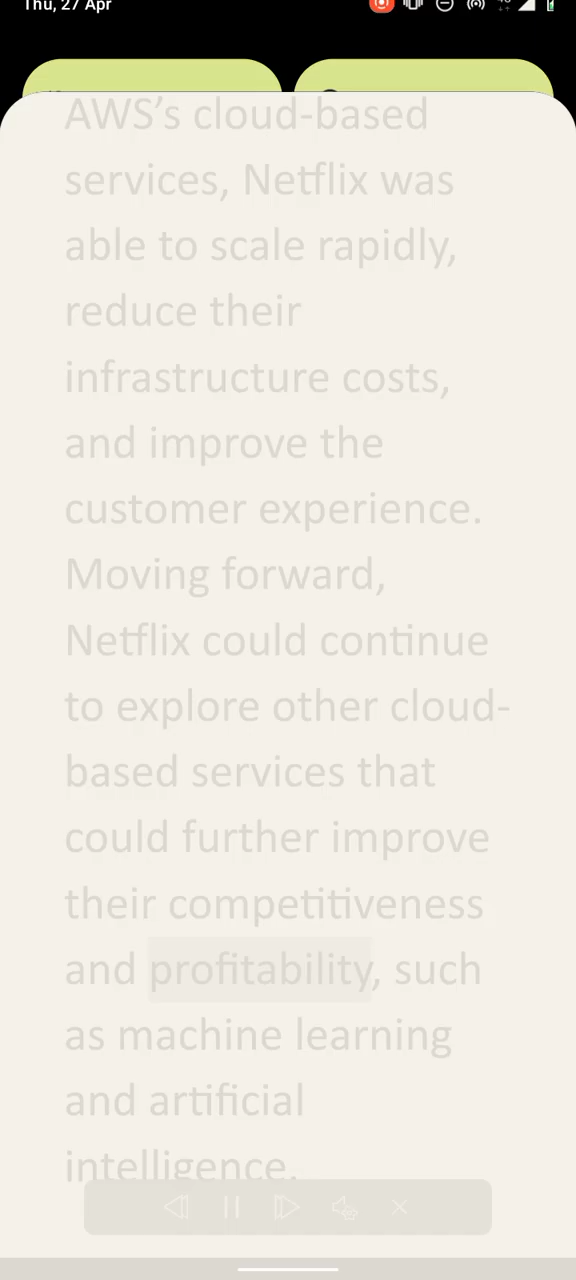 Thu, 27 Apr
AWS’s cloud-based
services, Netflix was
able to scale rapidly,
reduce their
infrastructure costs,
and improve the
customer experience.
Moving forward,
Netflix could continue
to explore other cloud-
based services that
could further improve
their competitiveness
and profitability, such
as machine learning
and artificial
intelligence.